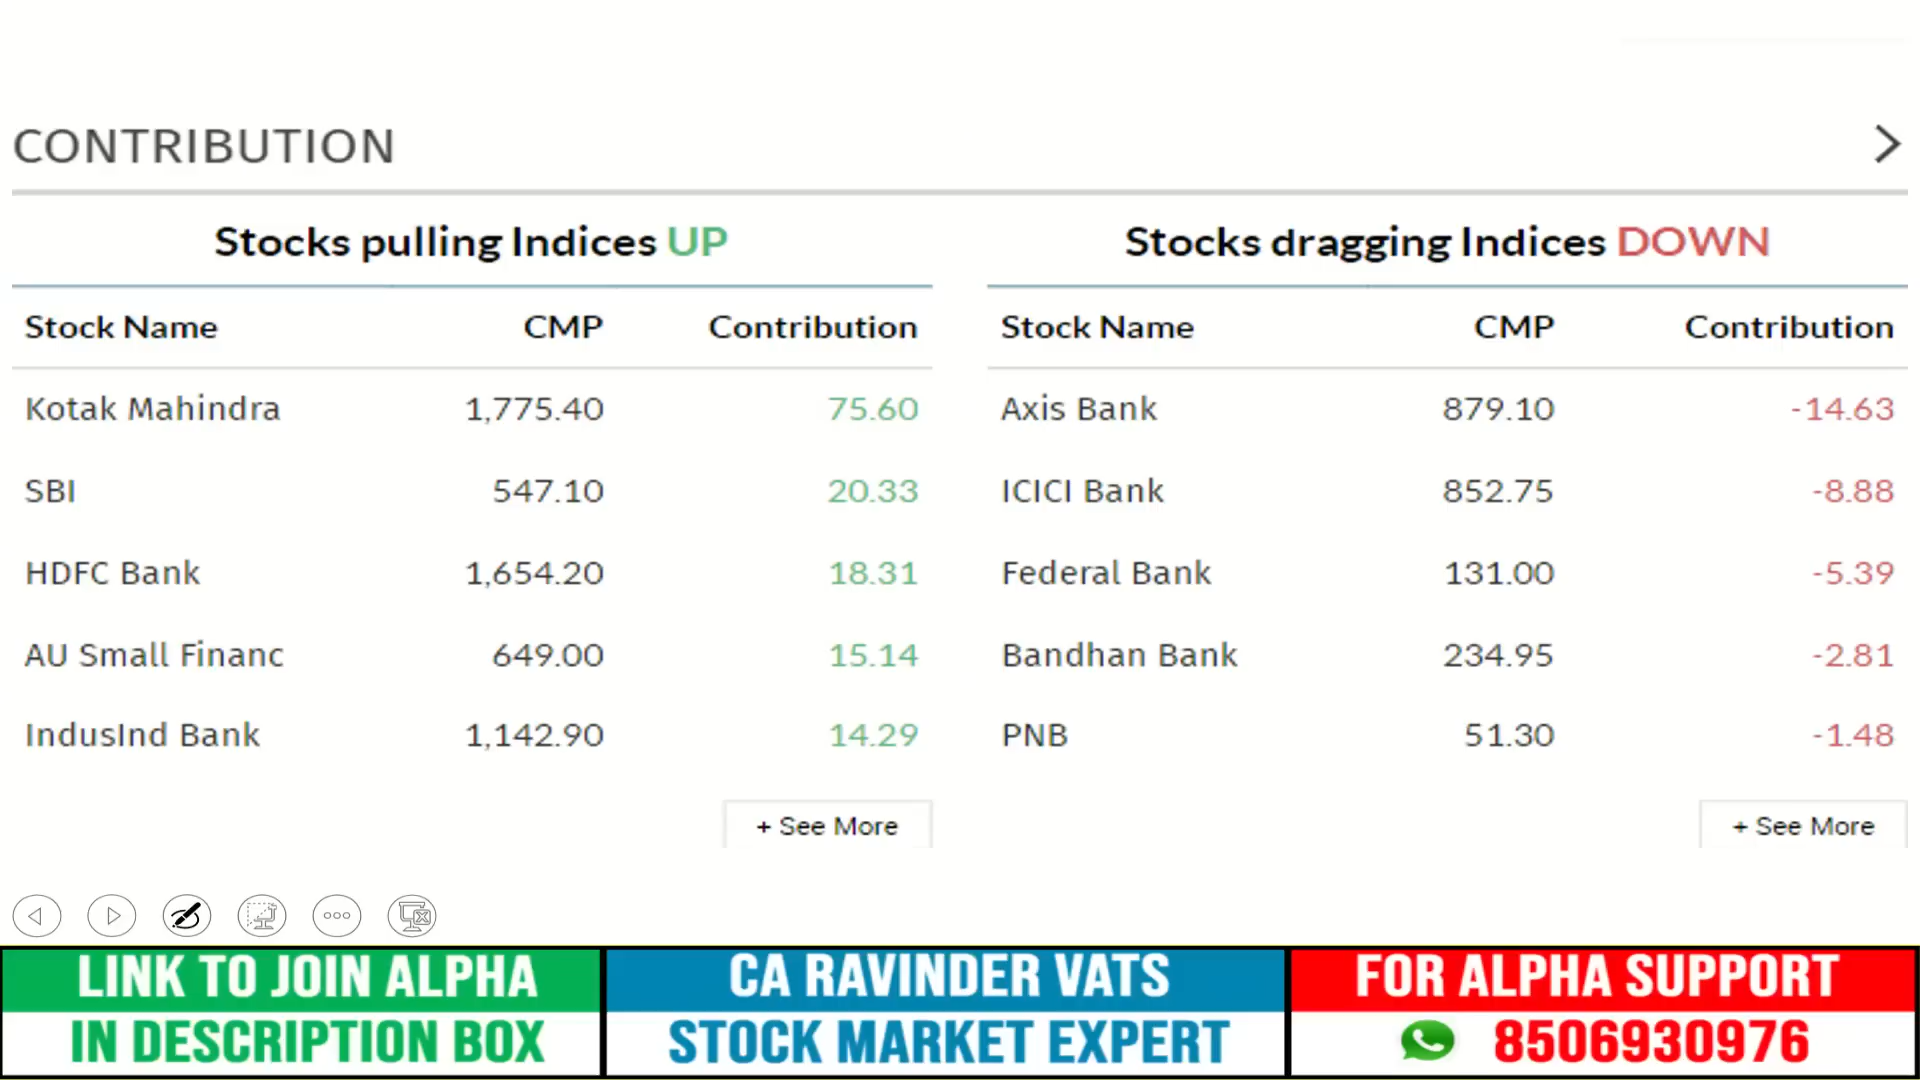 CONTRIBUTION
Stocks pulling Indices UP
Stock Name CMP Contribution
Kotak Mahindra 1,775.40 75.60
SBI 547.10 20.33
HDFC Bank 1,654.20 18.31
AU Small Financ 649.00 15.14
IndusInd Bank 1,142.90 14.29
+ See More
Stocks dragging Indices DOWN
Stock Name CMP Contribution
Axis Bank 879.10 -14.63
ICICI Bank 852.75 -8.88
Federal Bank 131.00 -5.39
Bandhan Bank 234.95 -2.81
PNB 51.30 -1.48
+ See More
LINK TO JOIN ALPHA
IN DESCRIPTION BOX
CA RAVINDER VATS
STOCK MARKET EXPERT
FOR ALPHA SUPPORT
8506930976